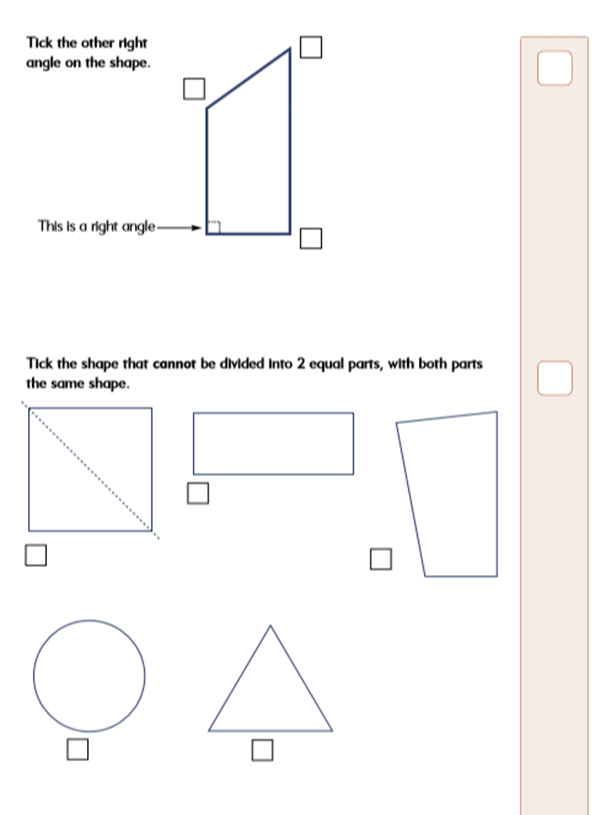 Tick the other right
angle on the shape.
This is a right angle
Tick the shape that cannot be divided into 2 equal parts, with both parts
the same shape.